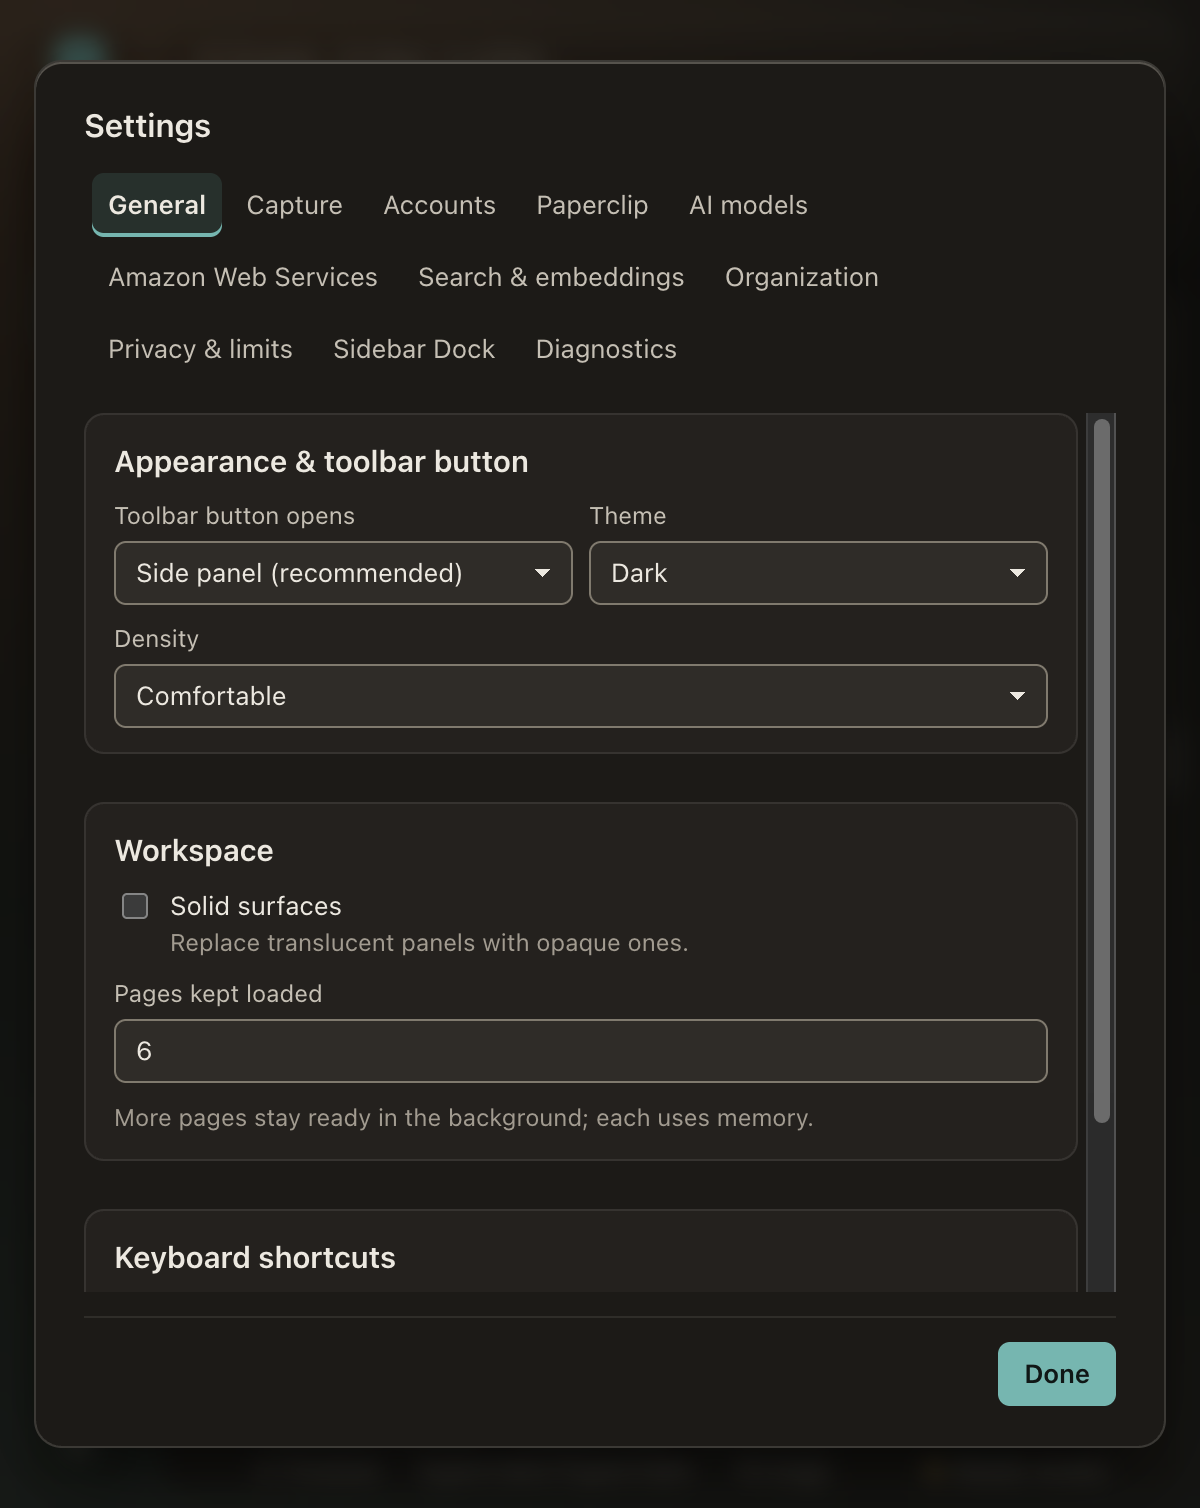 Settings
General Capture Accounts Paperclip AI models
Amazon Web Services Search & embeddings Organization
Privacy & limits Sidebar Dock Diagnostics
Appearance & toolbar button
Toolbar button opens Theme
Side panel (recommended) Dark
Density
Comfortable
Workspace
Solid surfaces
Replace translucent panels with opaque ones.
Pages kept loaded
6
More pages stay ready in the background; each uses memory.
Keyboard shortcuts
Done